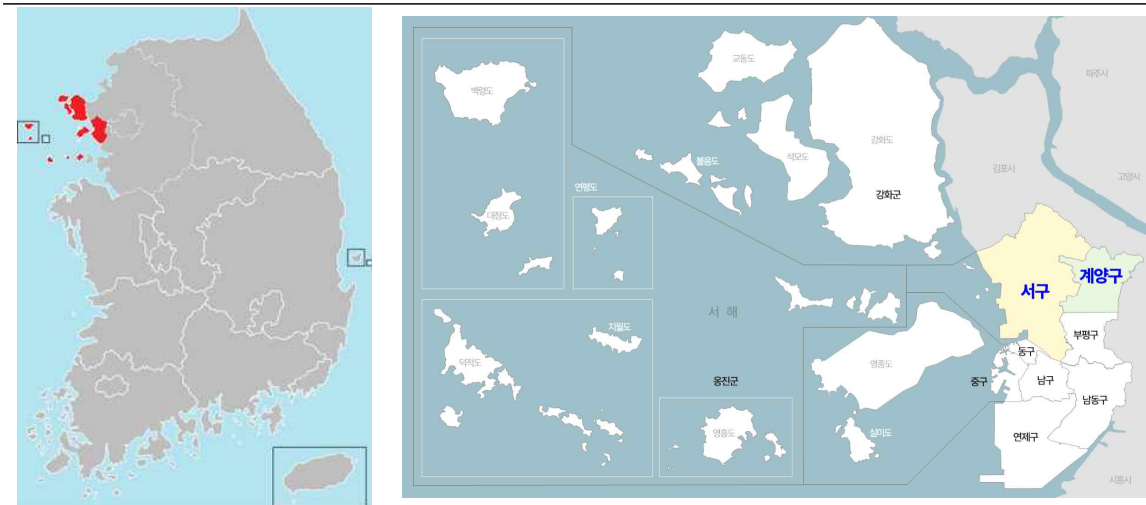 백령도
교동도
파주시
강화도
석모도
볼음도
김포시
고양시
연평도
강화군
대청도
계양구
서구
서 해
지월도
부평구
동구
덕적도
영종도
옹진군
중구
남구
남동구
영흥도
실미도
연제구
시흥시